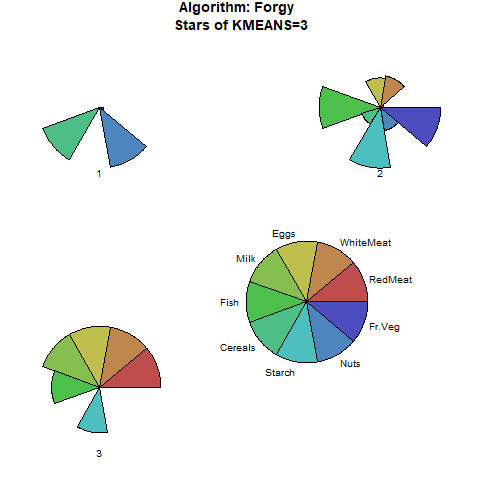 Algorithm: Forgy
Stars of KMEANS=3
1
2
Eggs
WhiteMeat
Milk
RedMeat
Fish
Fr.Veg
Cereals
Nuts
Starch
3